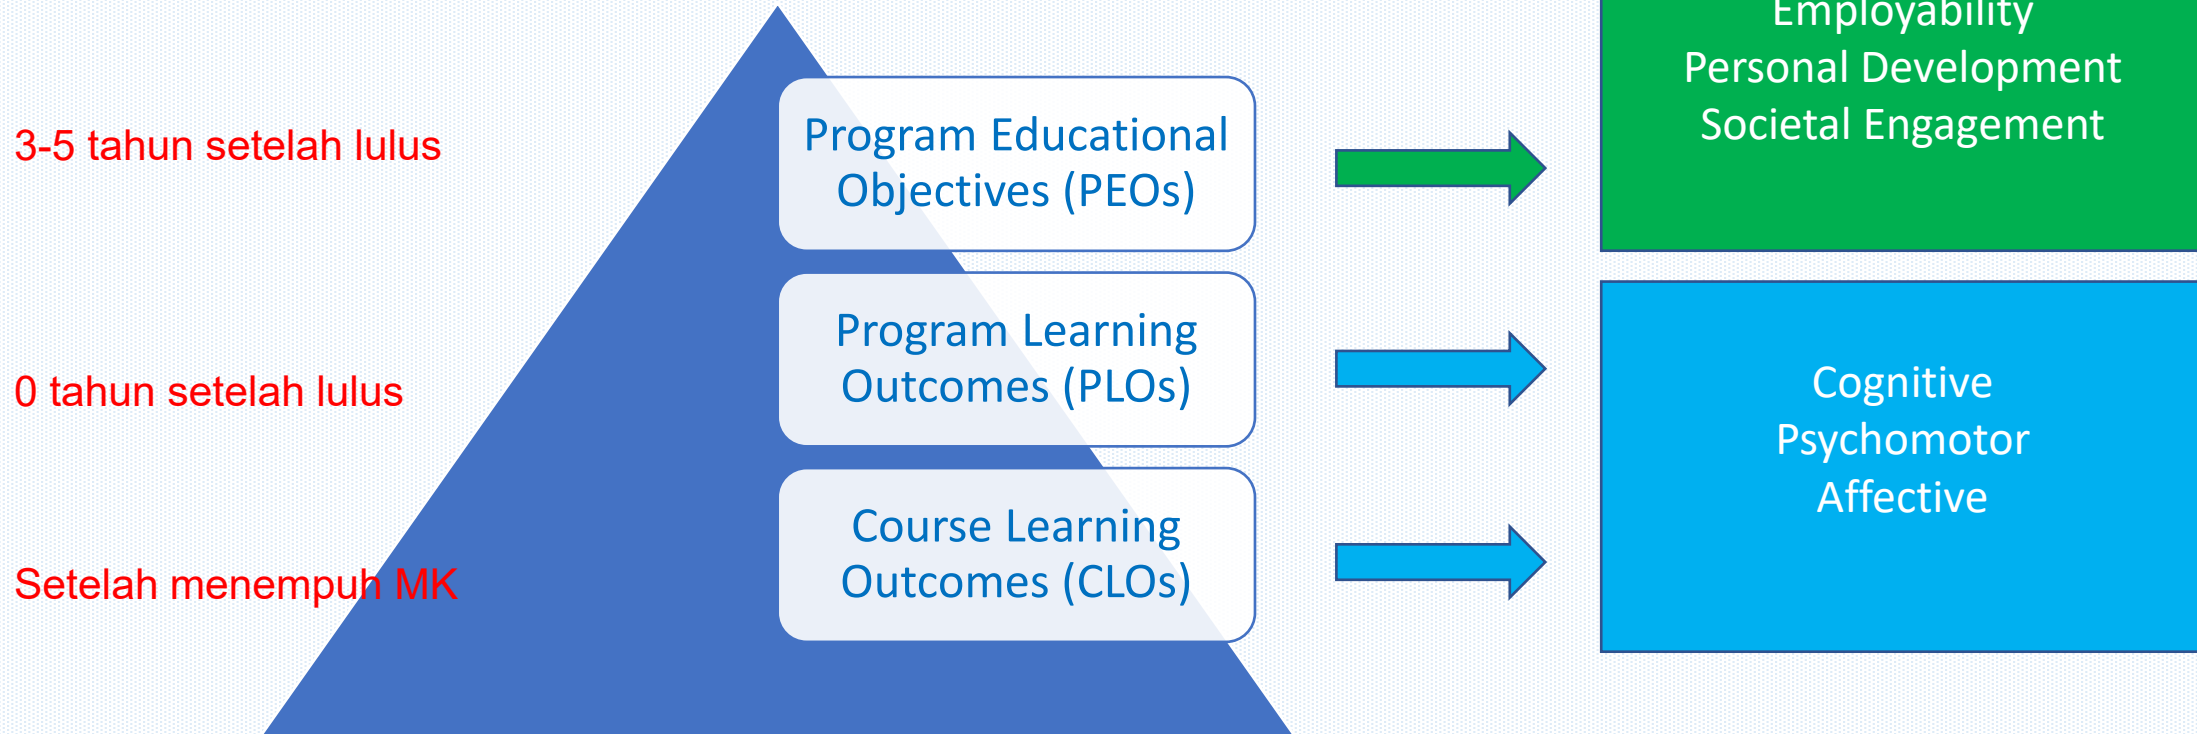 3-5 tahun setelah lulus
0 tahun setelah lulus
Setelah menempuh MK
Program Educational
Objectives (PEOs)
Program Learning
Outcomes (PLOs)
Course Learning
Outcomes (CLOs)
Employability
Personal Development
Societal Engagement
Cognitive
Psychomotor
Affective